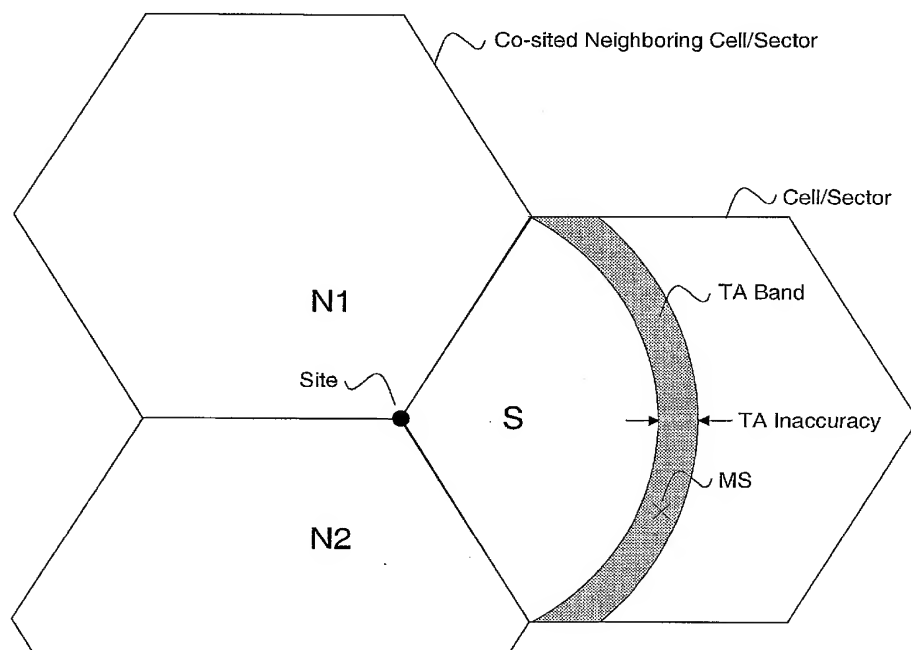 Co-sited Neighboring Cell/Sector
Cell/Sector
TA Band
N1
Site
S
TA Inaccuracy
MS
N2